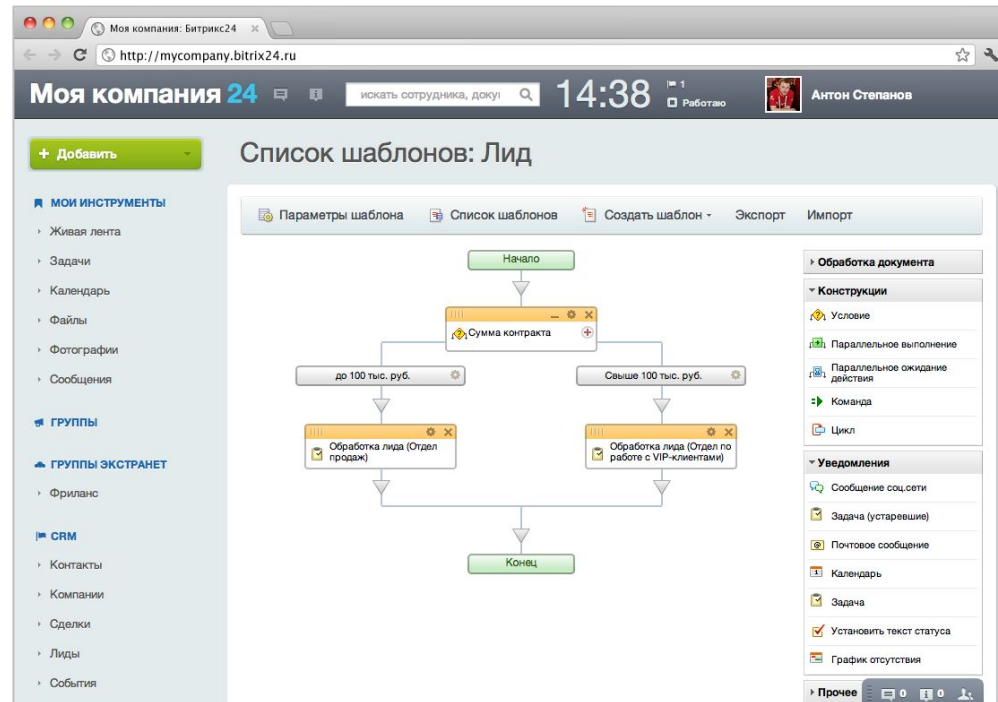 Моя компания: Битрикс24
http://mycompany.bitrix24.ru
Моя компания 24
искать сотрудника, докуı
14:38
1
Работаю
Антон Степанов
+ Добавить
Список шаблонов: Лид
МОИ ИНСТРУМЕНТЫ
Живая лента
Задачи
Календарь
Файлы
Фотографии
Сообщения
ГРУППЫ
ГРУППЫ ЭКСТРАНЕТ
Фриланс
CRM
Контакты
Компании
Сделки
Лиды
События
Параметры шаблона
Список шаблонов
Создать шаблон
Экспорт
Импорт
Начало
Сумма контракта
до 100 тыс. руб.
Свыше 100 тыс. руб.
Обработка лида (Отдел
продаж)
Обработка лида (Отдел по
работе с VIP-клиентами)
Конец
Обработка документа
Конструкции
Условие
Параллельное выполнение
Параллельное ожидание
действия
Команда
Цикл
Уведомления
Сообщение соц.сети
Задача (устаревшие)
Почтовое сообщение
Календарь
Задача
Установить текст статуса
График отсутствия
Прочее
0
0